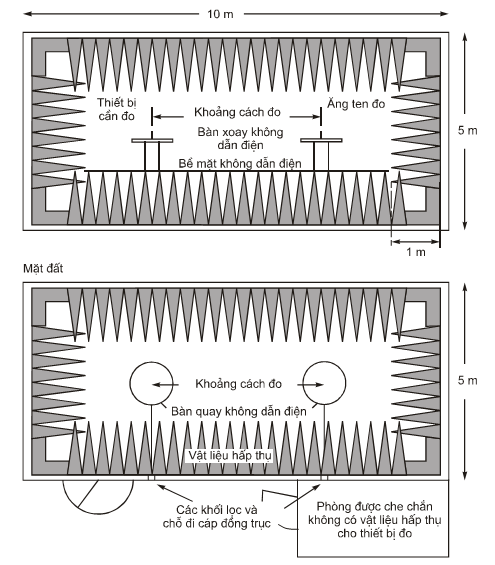 10 m
Thiết bị
cần đo
Khoảng cách đo
Ăng ten đo
Bàn xoay không
dẫn điện
Bề mặt không dẫn điện
5 m
1 m
Mặt đất
Khoảng cách đo
Bàn quay không dẫn điện
5 m
Vật liệu hấp thụ
Các khối lọc và
chỗ đi cáp đồng trục
Phòng được che chắn
không có vật liệu hấp thụ
cho thiết bị đo